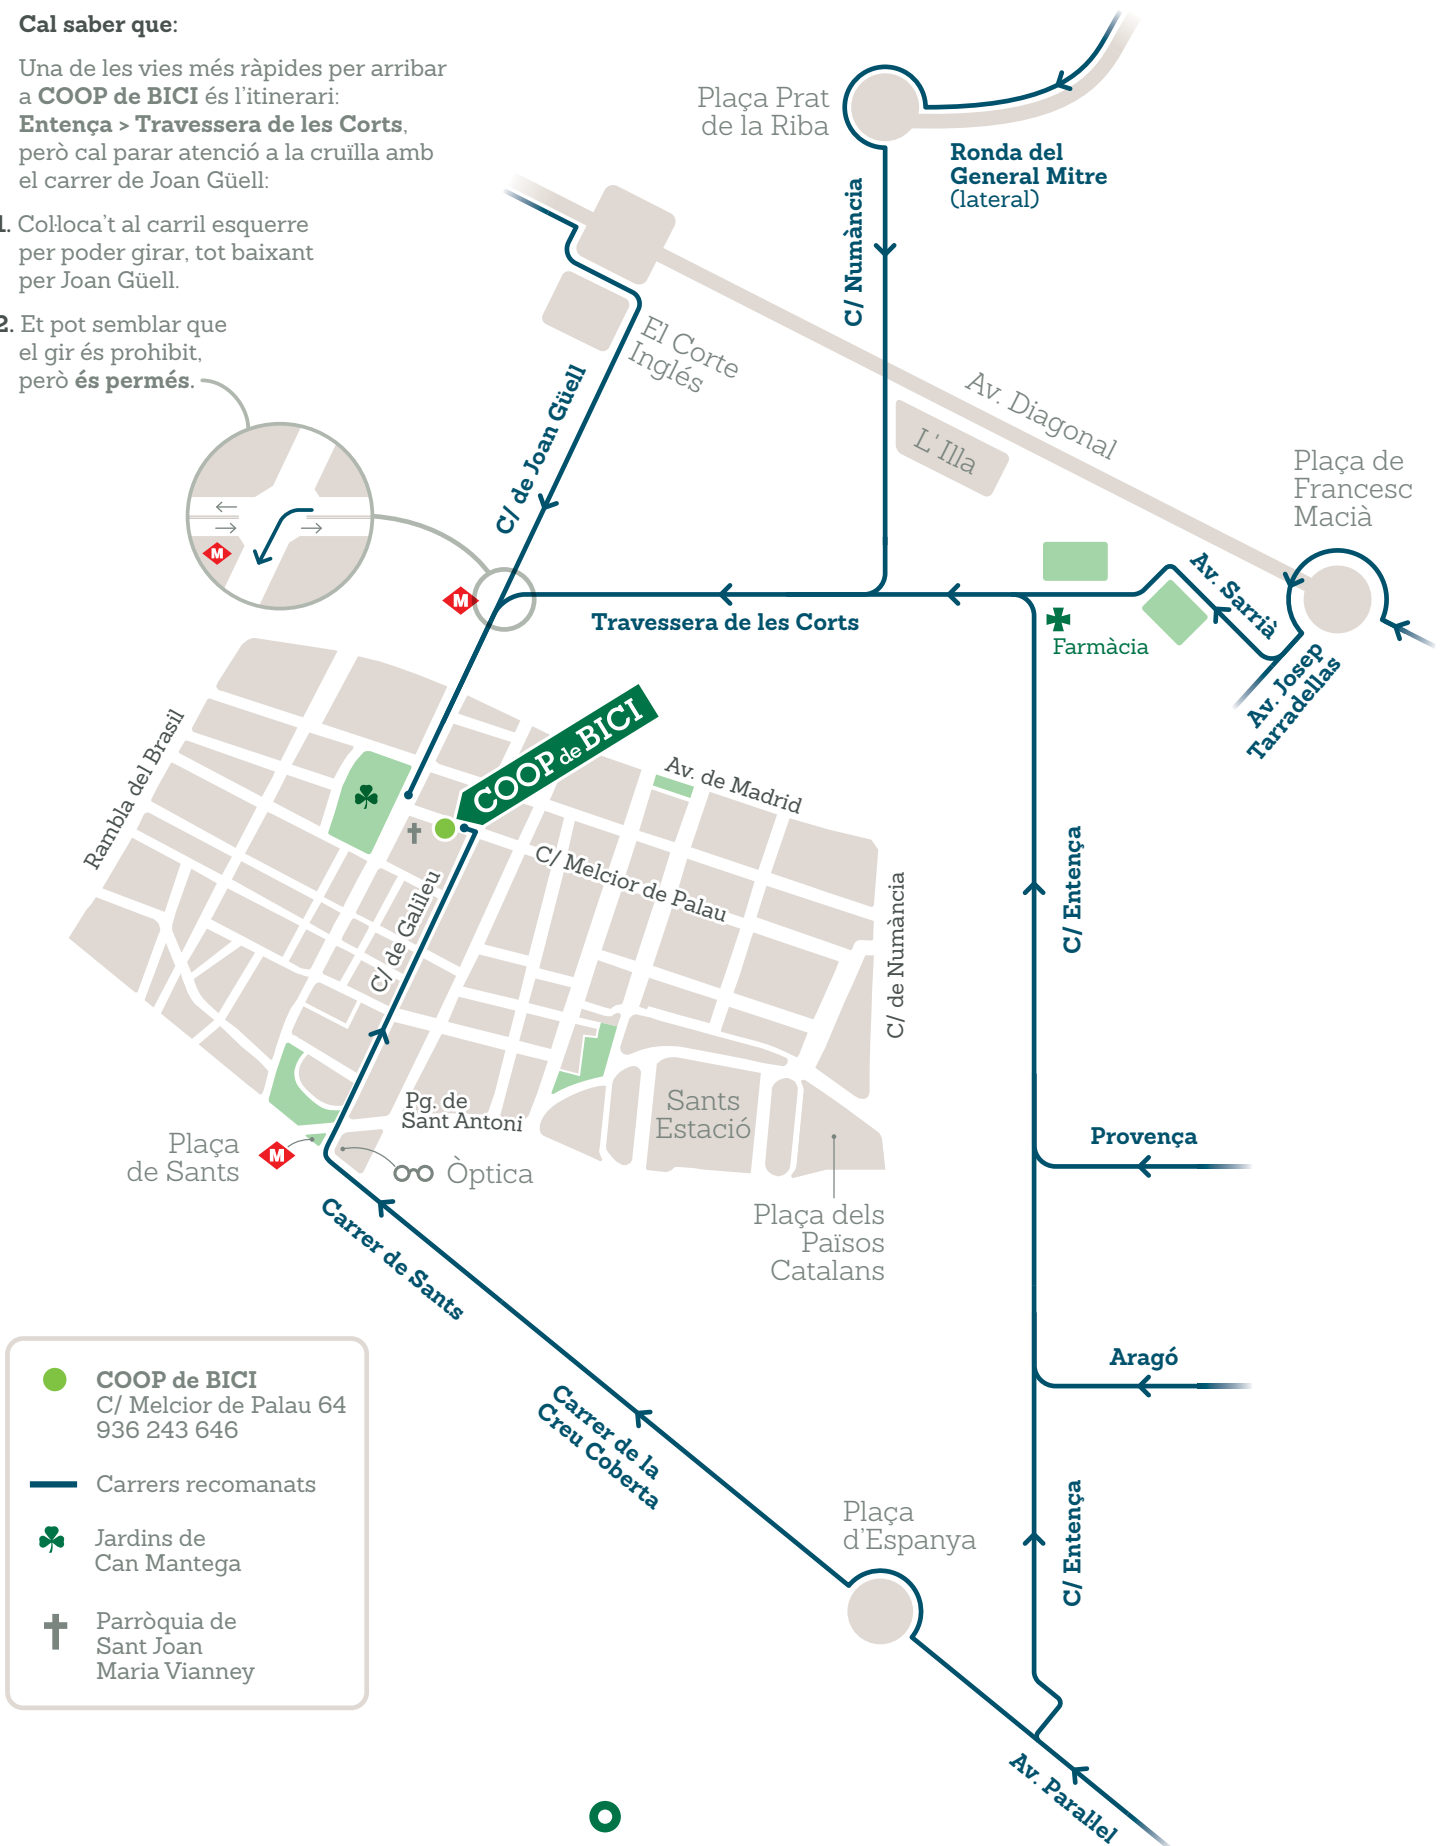 Cal saber que:
Una de les vies més ràpides per arribar
a COOP de BICI és l'itinerari:
Entença > Travessera de les Corts,
però cal parar atenció a la cruïlla amb
el carrer de Joan Güell:
1. Col·loca't al carril esquerre
per poder girar, tot baixant
per Joan Güell.
2. Et pot semblar que
el gir és prohibit,
però és permés.
Plaça Prat
de la Riba
Ronda del
General Mitre
(lateral)
C/ Numància
El Corte
Inglés
Av. Diagonal
L'Illa
C/ de Joan Güell
Plaça de
Francesc
Macià
M
M
Av. Sarrià
Travessera de les Corts
Farmàcia
Av. Josep
Tarradellas
COOP de BICI
Rambla del Brasil
Av. de Madrid
C/ Melcior de Palau
C/ de Galileu
C/ de Numància
C/ Entença
Pg. de
Sant Antoni
Sants
Estació
Plaça
de Sants
M
Òptica
Provença
Plaça dels
Països
Catalans
Carrer de Sants
Aragó
Carrer de la
Creu Coberta
COOP de BICI
C/ Melcior de Palau 64
936 243 646
Carrers recomanats
Jardins de
Can Mantega
Parròquia de
Sant Joan
Maria Vianney
Plaça
d'Espanya
C/ Entença
Av. Paral·lel